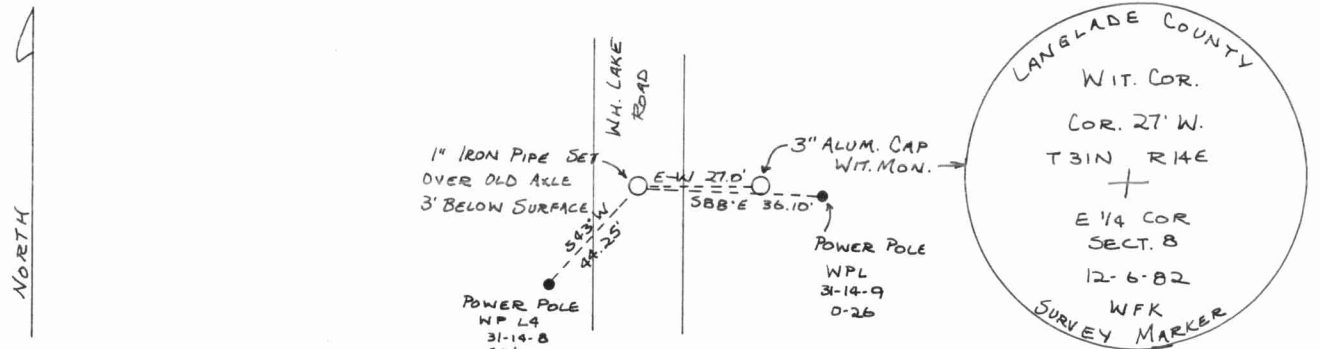 NORTH
WH. LAKE
ROAD
1" IRON PIPE SET
OVER OLD AXLE
3' BELOW SURFACE
E-W 27.0'
S88°E 36.10'
S43°W
44.25'
3" ALUM. CAP
WIT. MON.
POWER POLE
WPL
31-14-9
0-26
POWER POLE
WP L4
31-14-8
LANGLADE COUNTY
WIT. COR.
COR. 27' W.
T31N R14E
E 1/4 COR
SECT. 8
12-6-82
WFK
SURVEY MARKER